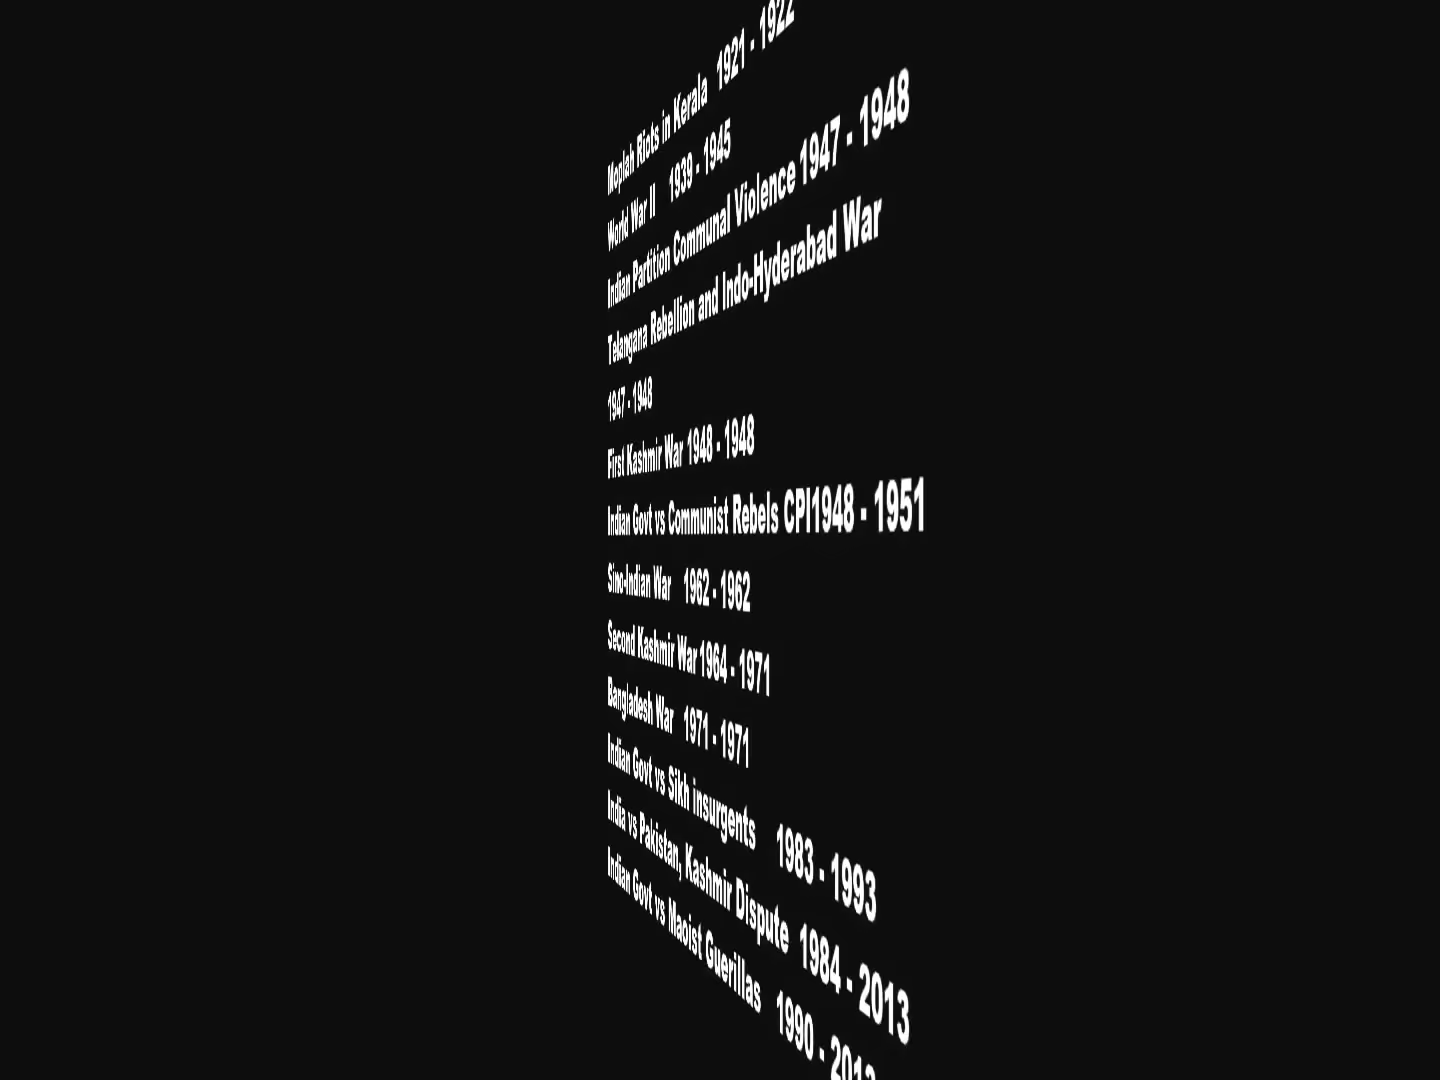 Moplah Riots in Kerala 1921 - 1922
World War II 1939 - 1945
Indian Partition Communal Violence 1947 - 1948
Telangana Rebellion and Indo-Hyderabad War
1947 - 1948
First Kashmir War 1948 - 1948
Indian Govt vs Communist Rebels CPI1948 - 1951
Sino-Indian War 1962 - 1962
Second Kashmir War 1964 - 1971
Bangladesh War 1971 - 1971
Indian Govt vs Sikh insurgents 1983 - 1993
India vs Pakistan, Kashmir Dispute 1984 - 2013
Indian Govt vs Maoist Guerillas 1990 - 2013